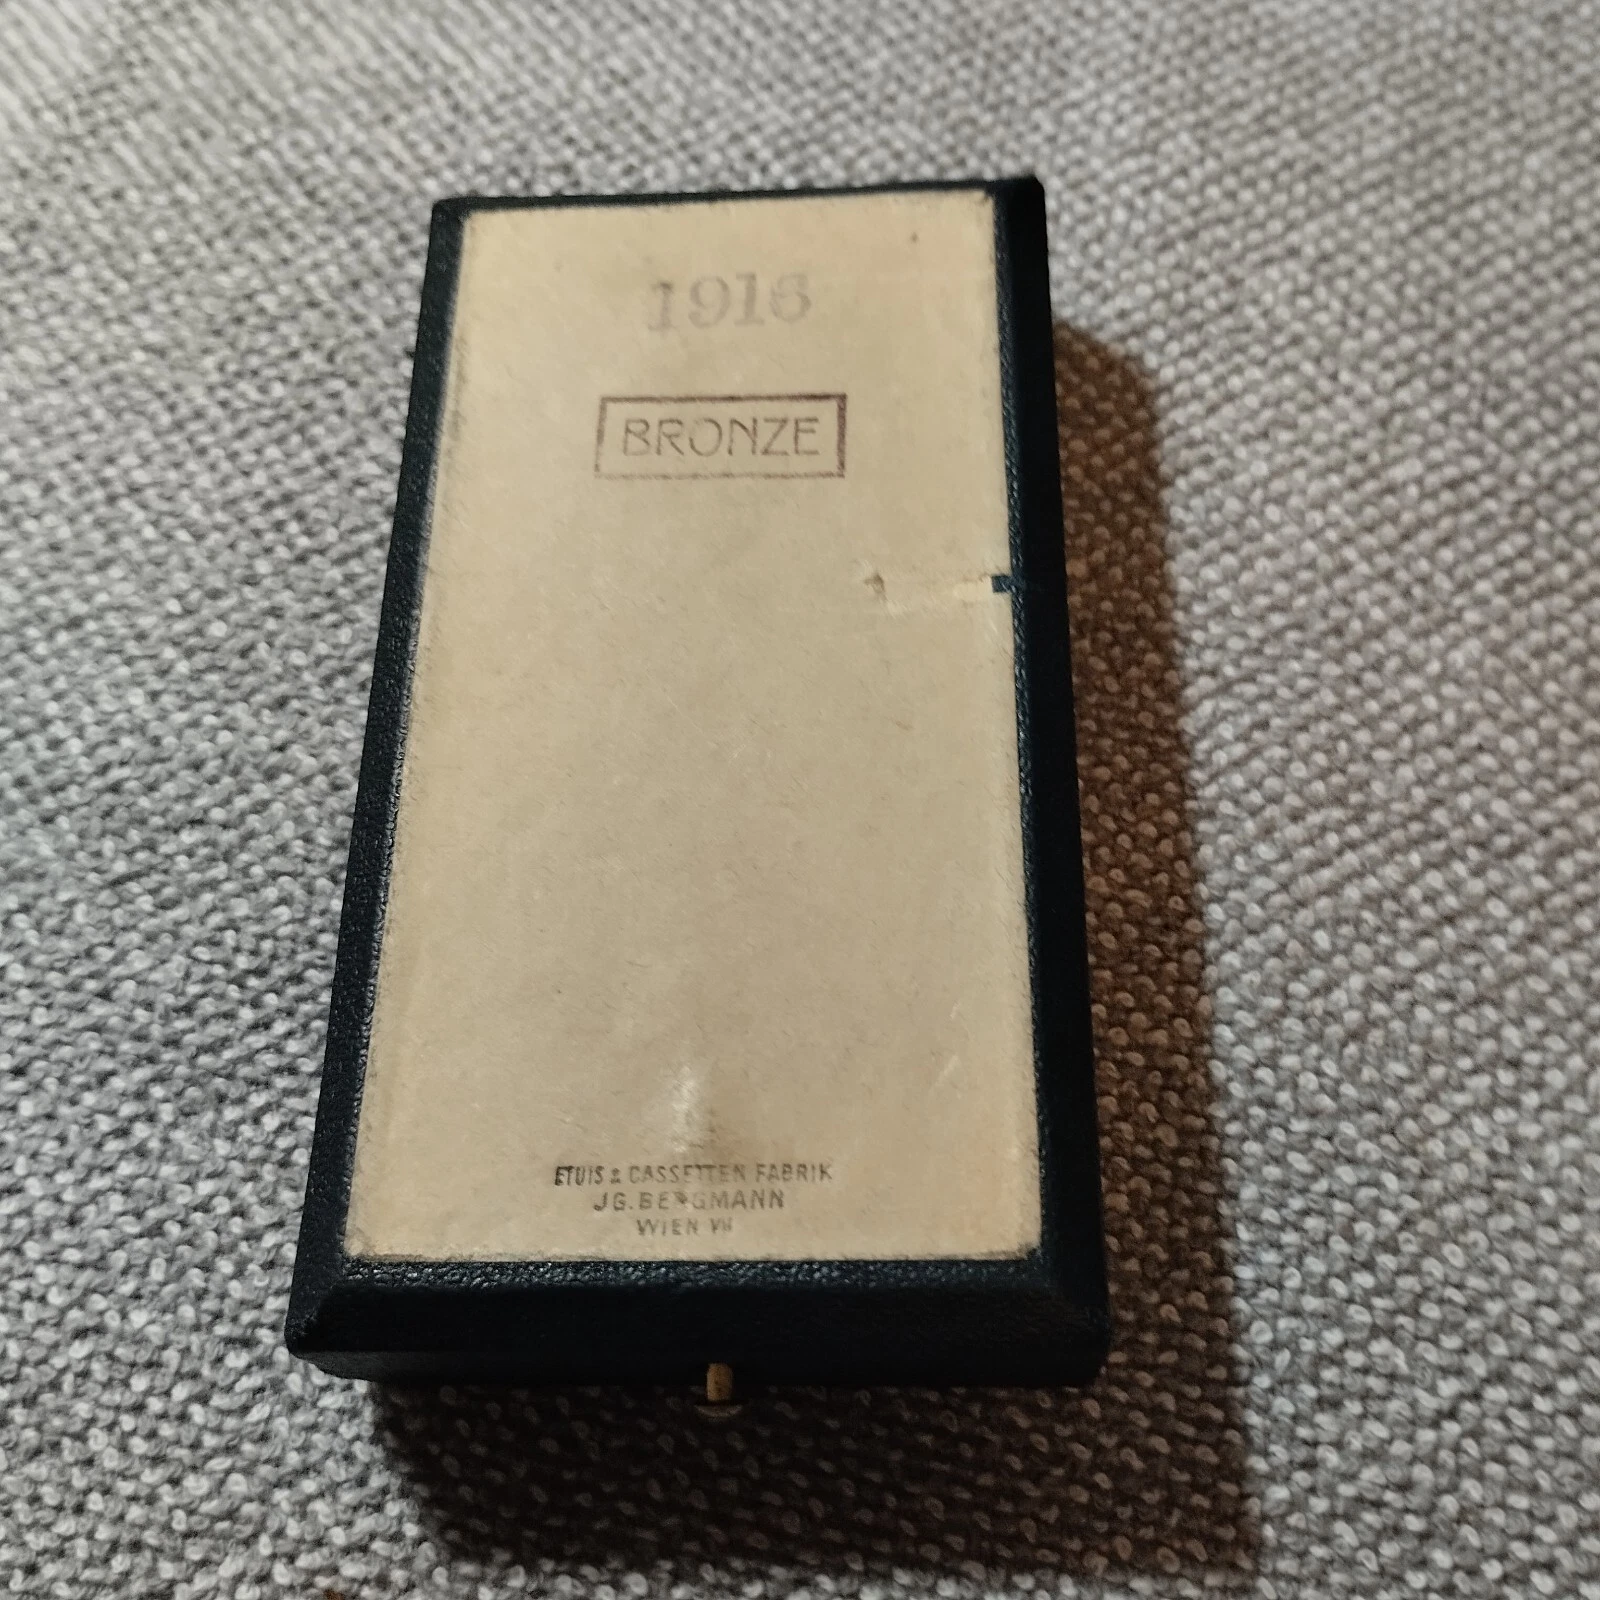 1916
BRONZE
ETUIS & CASSETTEN FABRIK
JG. BERGMANN
WIEN VII